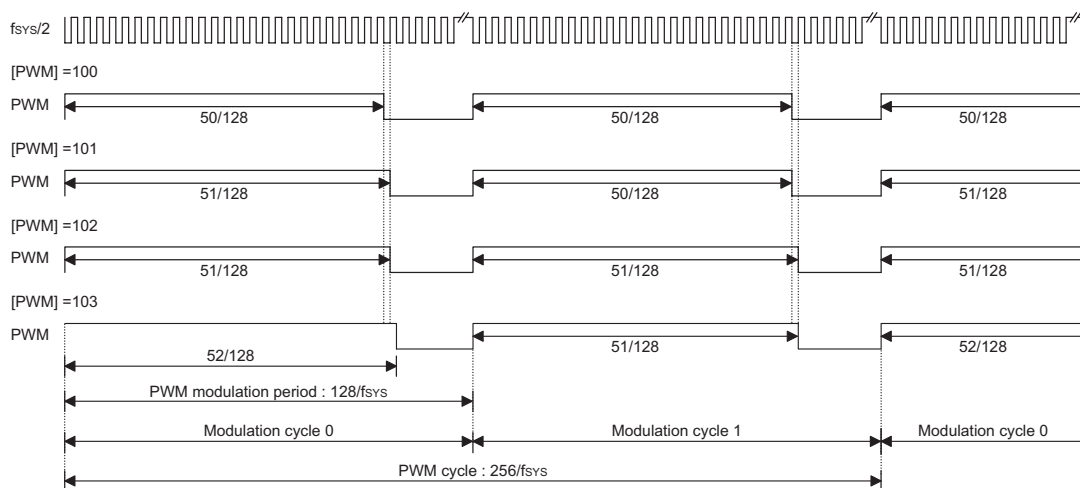 fSYS/2
[PWM] =100
PWM
50/128 50/128 50/128
[PWM] =101
PWM
51/128 50/128 51/128
[PWM] =102
PWM
51/128 51/128 51/128
[PWM] =103
PWM
52/128 51/128 52/128
PWM modulation period : 128/fSYS
Modulation cycle 0 Modulation cycle 1 Modulation cycle 0
PWM cycle : 256/fSYS